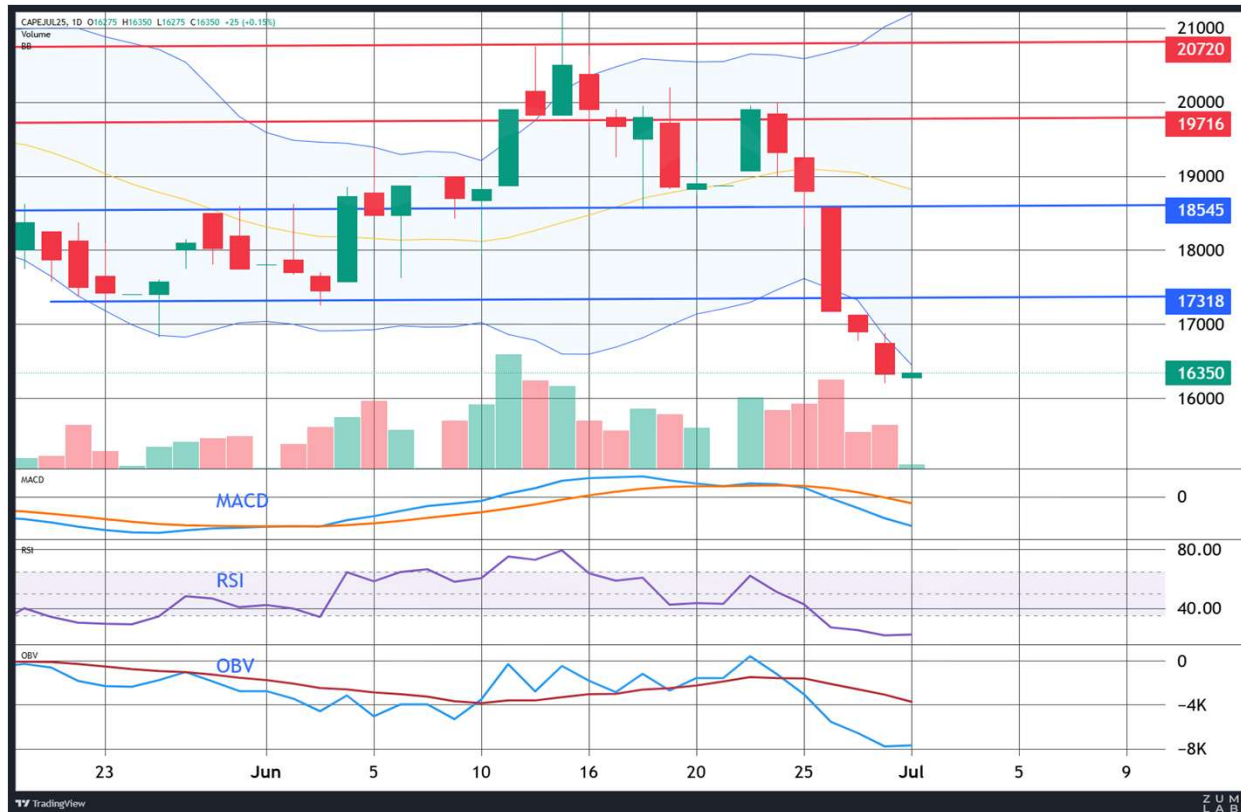 CAPEJUL25, 1D O16275 H16350 L16275 C16350 +25 (+0.15%)
Volume
BB
21000
20720
20000
19716
19000
18545
18000
17318
17000
16350
16000
MACD
MACD
0
RSI
80.00
RSI
40.00
OBV
OBV
0
−4K
−8K
23 Jun 5 10 16 20 25 Jul 5 9
TradingView
ZUM
LAB